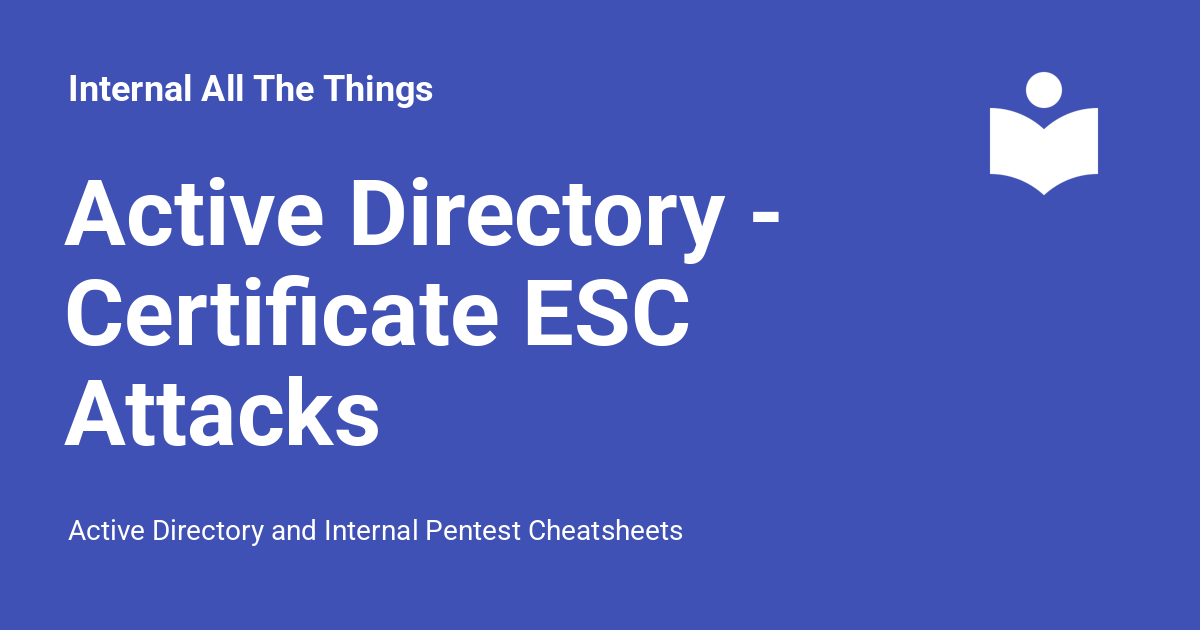 Internal All The Things
Active Directory -
Certificate ESC
Attacks
Active Directory and Internal Pentest Cheatsheets